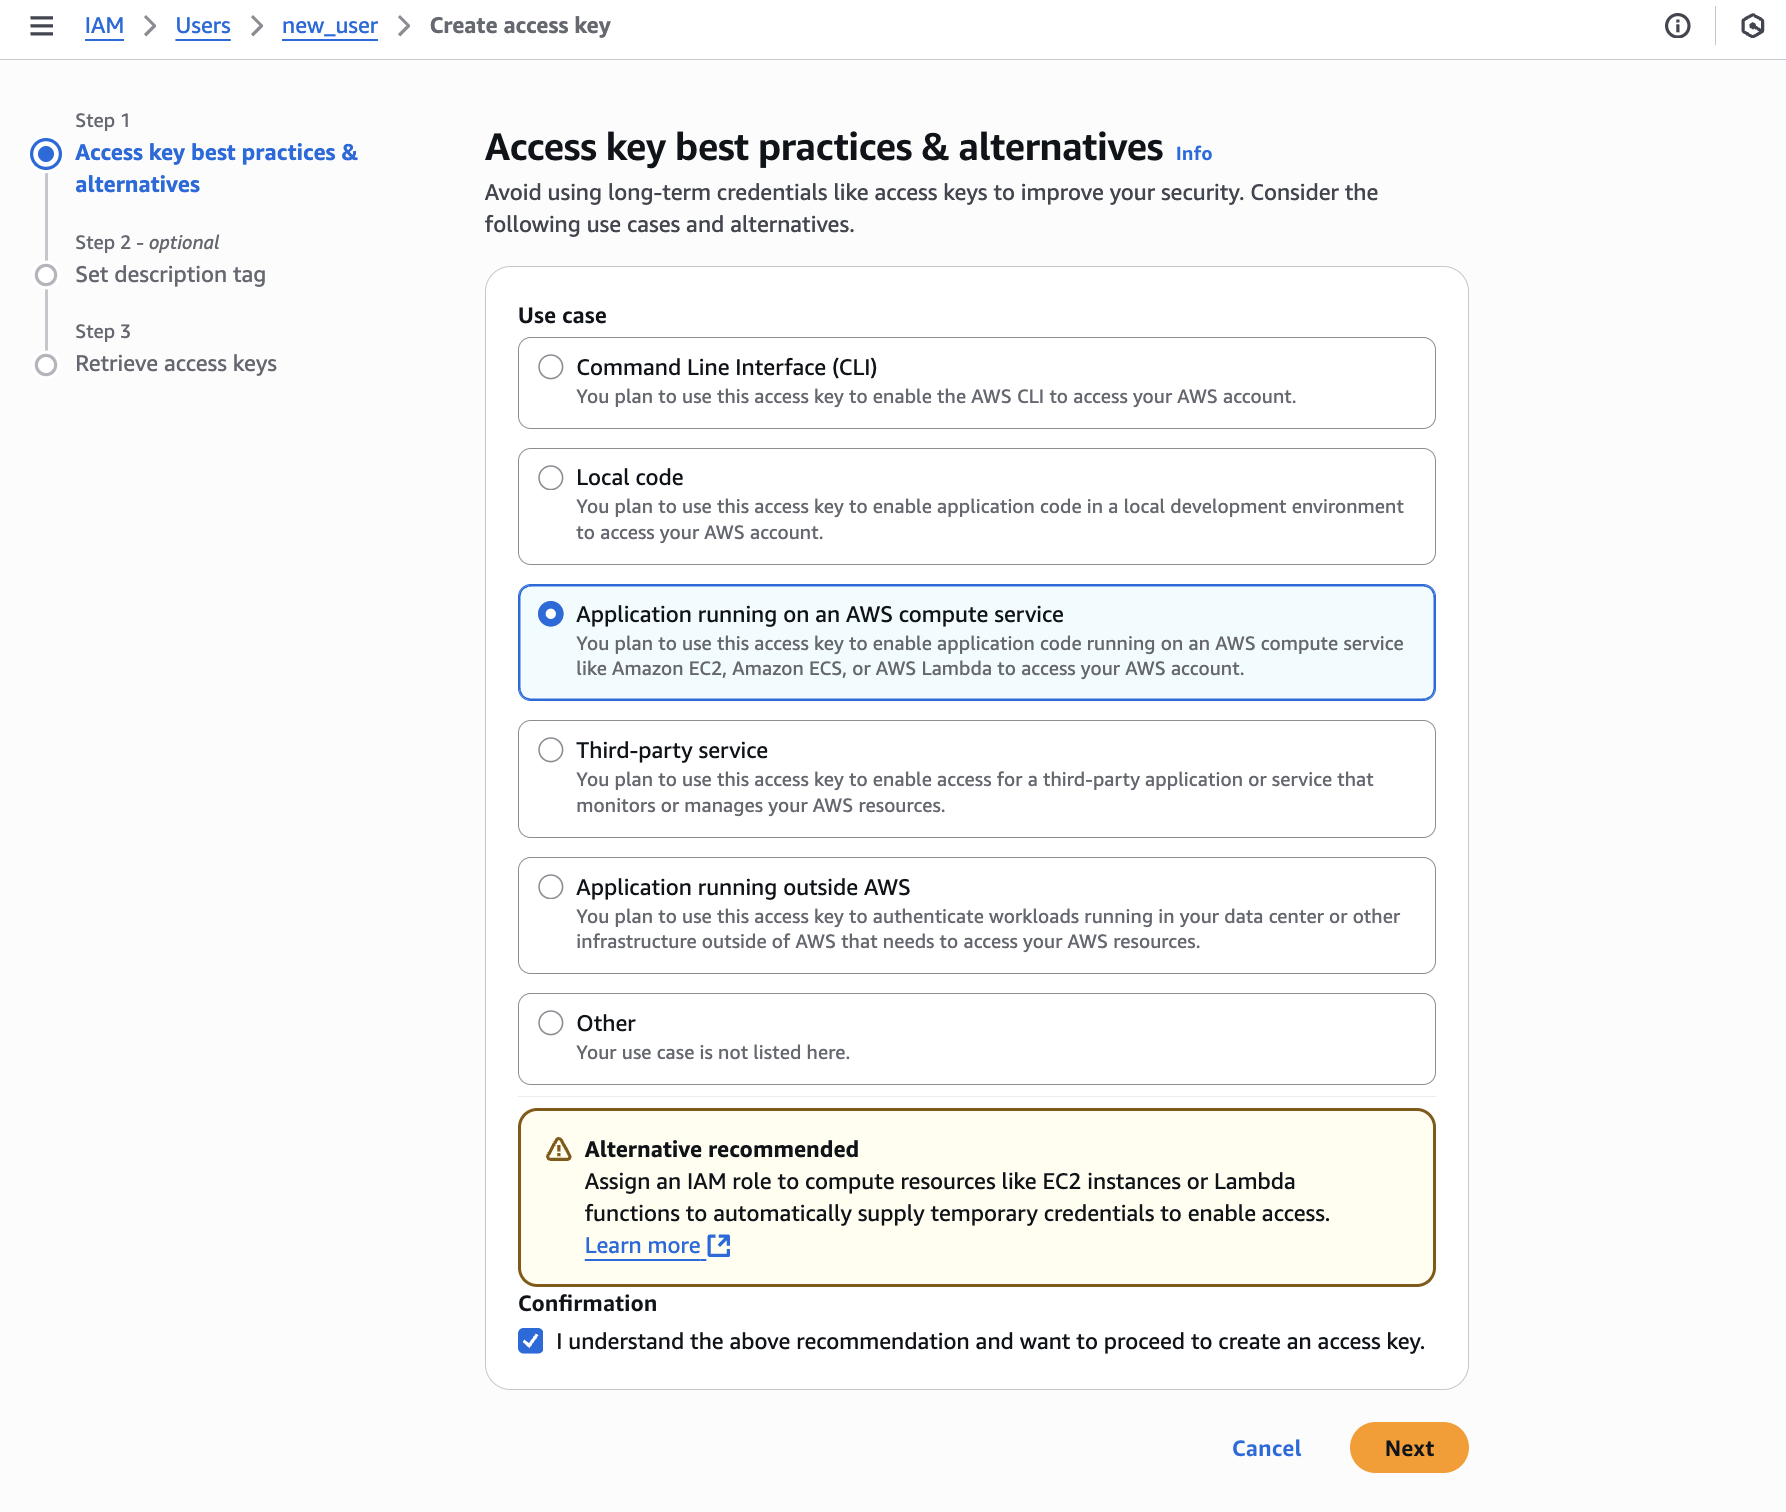 IAM > Users > new_user > Create access key
Step 1
Access key best practices &
alternatives
Step 2 - optional
Set description tag
Step 3
Retrieve access keys
Access key best practices & alternatives Info
Avoid using long-term credentials like access keys to improve your security. Consider the
following use cases and alternatives.
Use case
Command Line Interface (CLI)
You plan to use this access key to enable the AWS CLI to access your AWS account.
Local code
You plan to use this access key to enable application code in a local development environment
to access your AWS account.
Application running on an AWS compute service
You plan to use this access key to enable application code running on an AWS compute service
like Amazon EC2, Amazon ECS, or AWS Lambda to access your AWS account.
Third-party service
You plan to use this access key to enable access for a third-party application or service that
monitors or manages your AWS resources.
Application running outside AWS
You plan to use this access key to authenticate workloads running in your data center or other
infrastructure outside of AWS that needs to access your AWS resources.
Other
Your use case is not listed here.
Alternative recommended
Assign an IAM role to compute resources like EC2 instances or Lambda
functions to automatically supply temporary credentials to enable access.
Learn more
Confirmation
I understand the above recommendation and want to proceed to create an access key.
Cancel
Next